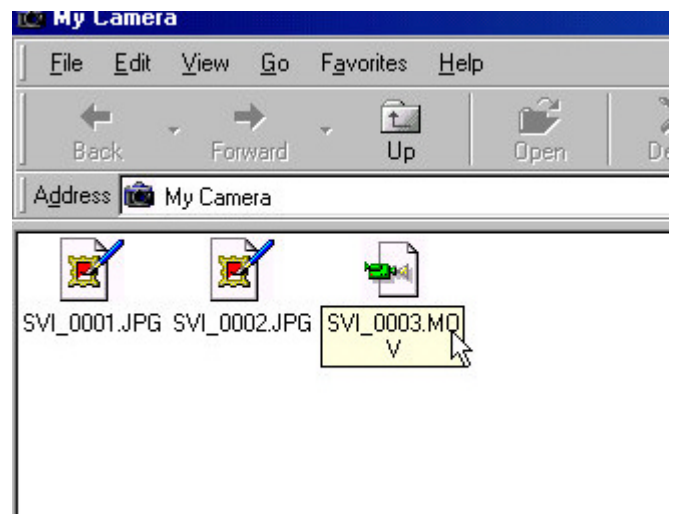 My Camera
File Edit View Go Favorites Help
Back Forward Up Open
Address My Camera
SVI_0001.JPG SVI_0002.JPG SVI_0003.MO
V